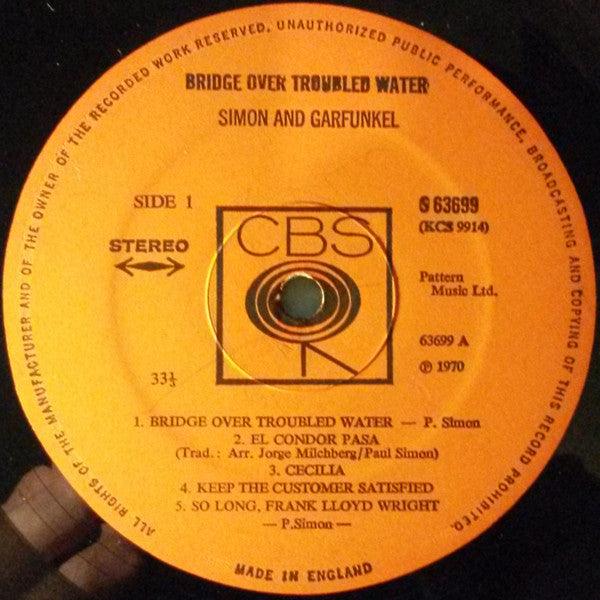 ALL RIGHTS OF THE MANUFACTURER AND OF THE OWNER OF THE RECORDED WORK RESERVED. UNAUTHORIZED PUBLIC PERFORMANCE, BROADCASTING AND COPYING OF THIS RECORD PROHIBITED.
BRIDGE OVER TROUBLED WATER
SIMON AND GARFUNKEL
SIDE 1
S 63699
(KCS 9914)
STEREO
CBS
Pattern
Music Ltd.
63699 A
℗ 1970
33⅓
1. BRIDGE OVER TROUBLED WATER — P. Simon
2. EL CONDOR PASA
(Trad.: Arr. Jorge Milchberg/Paul Simon)
3. CECILIA
4. KEEP THE CUSTOMER SATISFIED
5. SO LONG, FRANK LLOYD WRIGHT
— P.Simon —
MADE IN ENGLAND